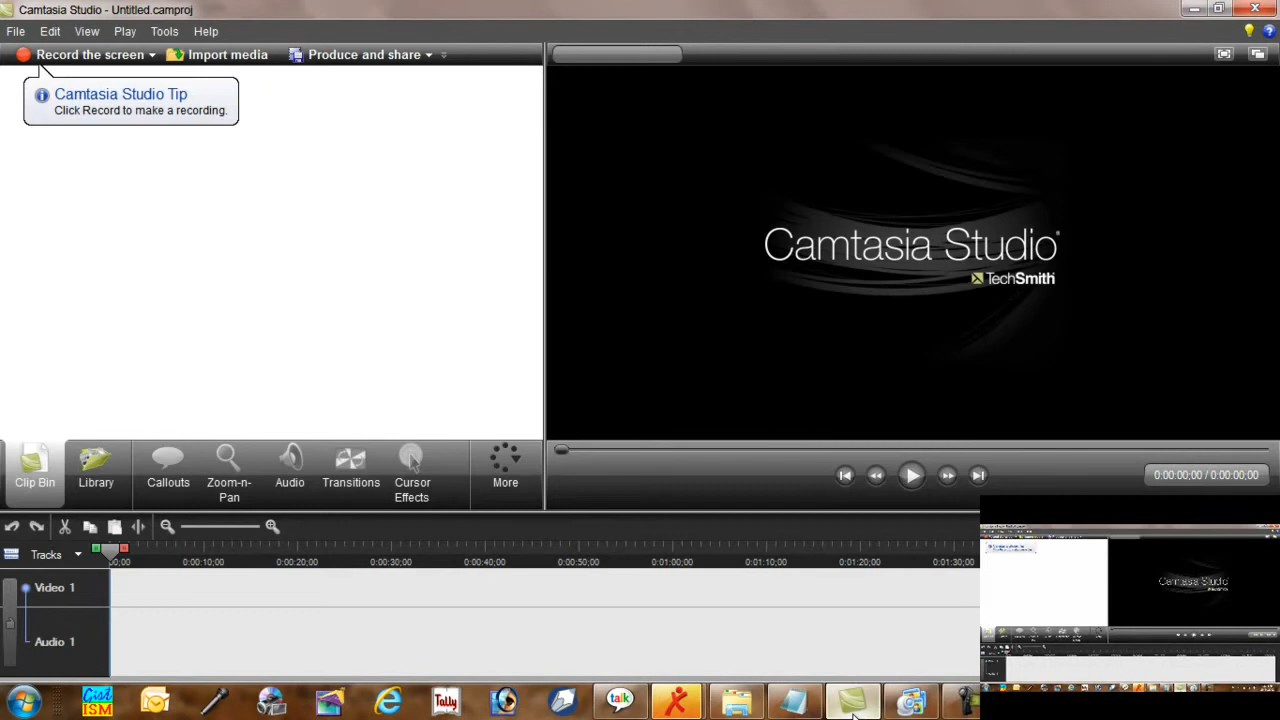 Camtasia Studio - Untitled.camproj
File Edit View Play Tools Help
Record the screen Import media Produce and share
Camtasia Studio Tip
Click Record to make a recording.
Camtasia Studio
TechSmith
Clip Bin Library Callouts Zoom-n-Pan Audio Transitions Cursor Effects More
0:00:00;00 / 0:00:00;00
Tracks 0:00:10;00 0:00:20;00 0:00:30;00 0:00:40;00 0:00:50;00 0:01:00;00 0:01:10;00 0:01:20;00 0:01:30;00
Video 1
Audio 1
Cist
ISM
Tally
talk
Camtasia Studio